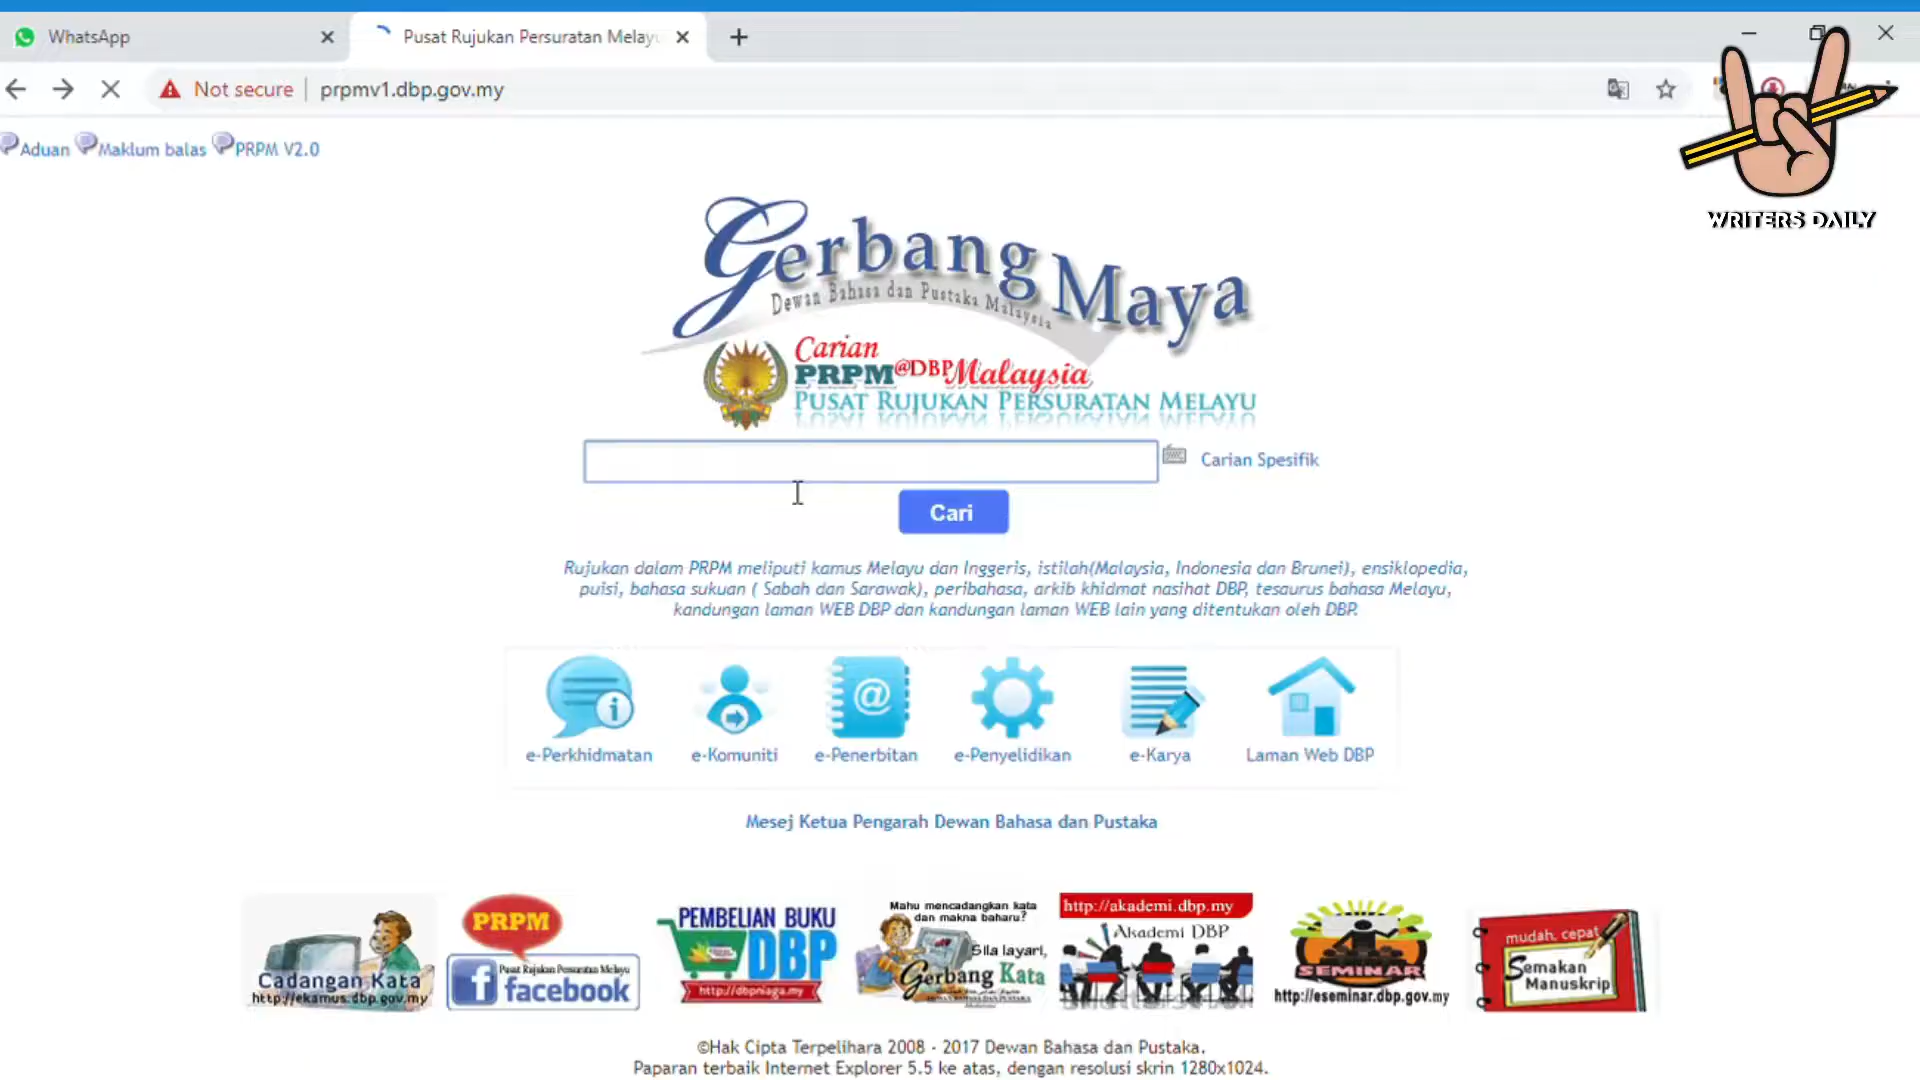 WhatsApp
Pusat Rujukan Persuratan Melayu
Not secure
prpmv1.dbp.gov.my
WRITERS DAILY
Aduan Maklum balas PRPM V2.0
Gerbang Maya
Dewan Bahasa dan Pustaka Malaysia
Carian
PRPM@DBP Malaysia
PUSAT RUJUKAN PERSURATAN MELAYU
Carian Spesifik
Cari
Rujukan dalam PRPM meliputi kamus Melayu dan Inggeris, istilah(Malaysia, Indonesia dan Brunei), ensiklopedia,
puisi, bahasa sukuan ( Sabah dan Sarawak), peribahasa, arkib khidmat nasihat DBP, tesaurus bahasa Melayu,
kandungan laman WEB DBP dan kandungan laman WEB lain yang ditentukan oleh DBP.
e-Perkhidmatan e-Komuniti e-Penerbitan e-Penyelidikan e-Karya Laman Web DBP
Mesej Ketua Pengarah Dewan Bahasa dan Pustaka
Cadangan Kata
http://ekamus.dbp.gov.my
PRPM
Pusat Rujukan Persuratan Melayu
facebook
PEMBELIAN BUKU
DBP
http://dbpniaga.my
Mahu mencadangkan kata
dan makna baharu?
Sila layari,
Gerbang Kata
http://akademi.dbp.my
Akademi DBP
SEMINAR
http://eseminar.dbp.gov.my
mudah, cepat
Semakan
Manuskrip
©Hak Cipta Terpelihara 2008 - 2017 Dewan Bahasa dan Pustaka.
Paparan terbaik Internet Explorer 5.5 ke atas, dengan resolusi skrin 1280x1024.